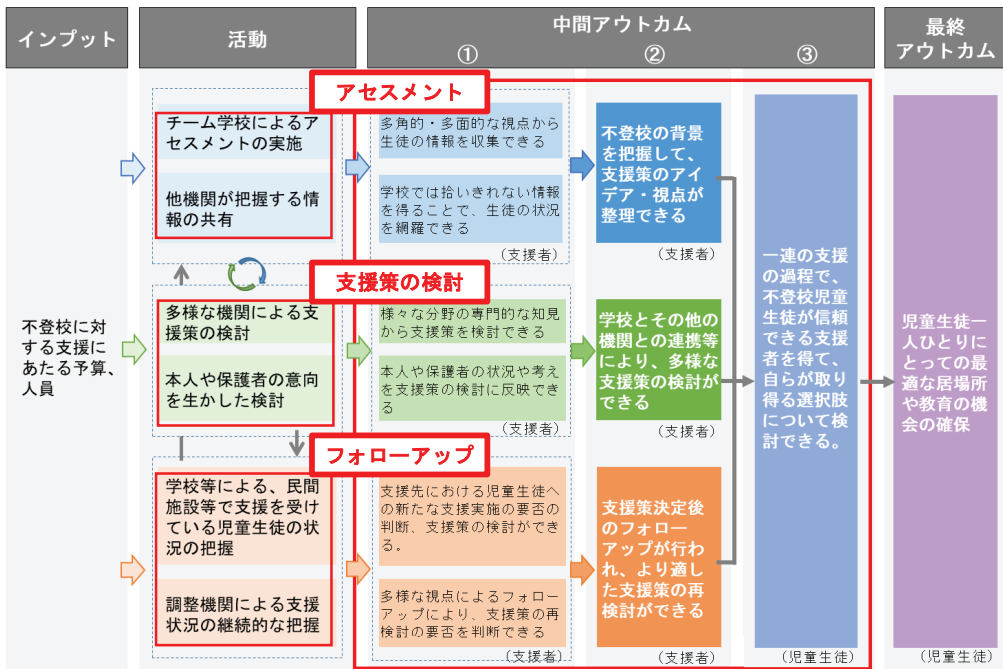 インプット
活動
中間アウトカム
①
②
③
最終
アウトカム
不登校に対
する支援に
あたる予算、
人員
アセスメント
チーム学校によるア
セスメントの実施
他機関が把握する情
報の共有
多角的・多面的な視点から
生徒の情報を収集できる
学校では拾いきれない情報
を得ることで、生徒の状況
を網羅できる
（支援者）
不登校の背景
を把握して、
支援策のアイ
デア・視点が
整理できる
（支援者）
支援策の検討
多様な機関による支
援策の検討
本人や保護者の意向
を生かした検討
様々な分野の専門的な知見
から支援策を検討できる
本人や保護者の状況や考え
を支援策の検討に反映でき
る
（支援者）
学校とその他の
機関との連携等
により、多様な
支援策の検討が
できる
（支援者）
フォローアップ
学校等による、民間
施設等で支援を受け
ている児童生徒の状
況の把握
調整機関による支援
状況の継続的な把握
支援先における児童生徒へ
の新たな支援実施の要否の
判断、支援策の検討ができ
る。
多様な視点によるフォロー
アップにより、支援策の再
検討の要否を判断できる
（支援者）
支援策決定後
のフォロー
アップが行わ
れ、より適し
た支援策の再
検討ができる
（支援者）
一連の支援
の過程で、
不登校児童
生徒が信頼
できる支援
者を得て、
自らが取り
得る選択肢
について検
討できる。
（児童生徒）
児童生徒一
人ひとりに
とっての最
適な居場所
や教育の機
会の確保
（児童生徒）